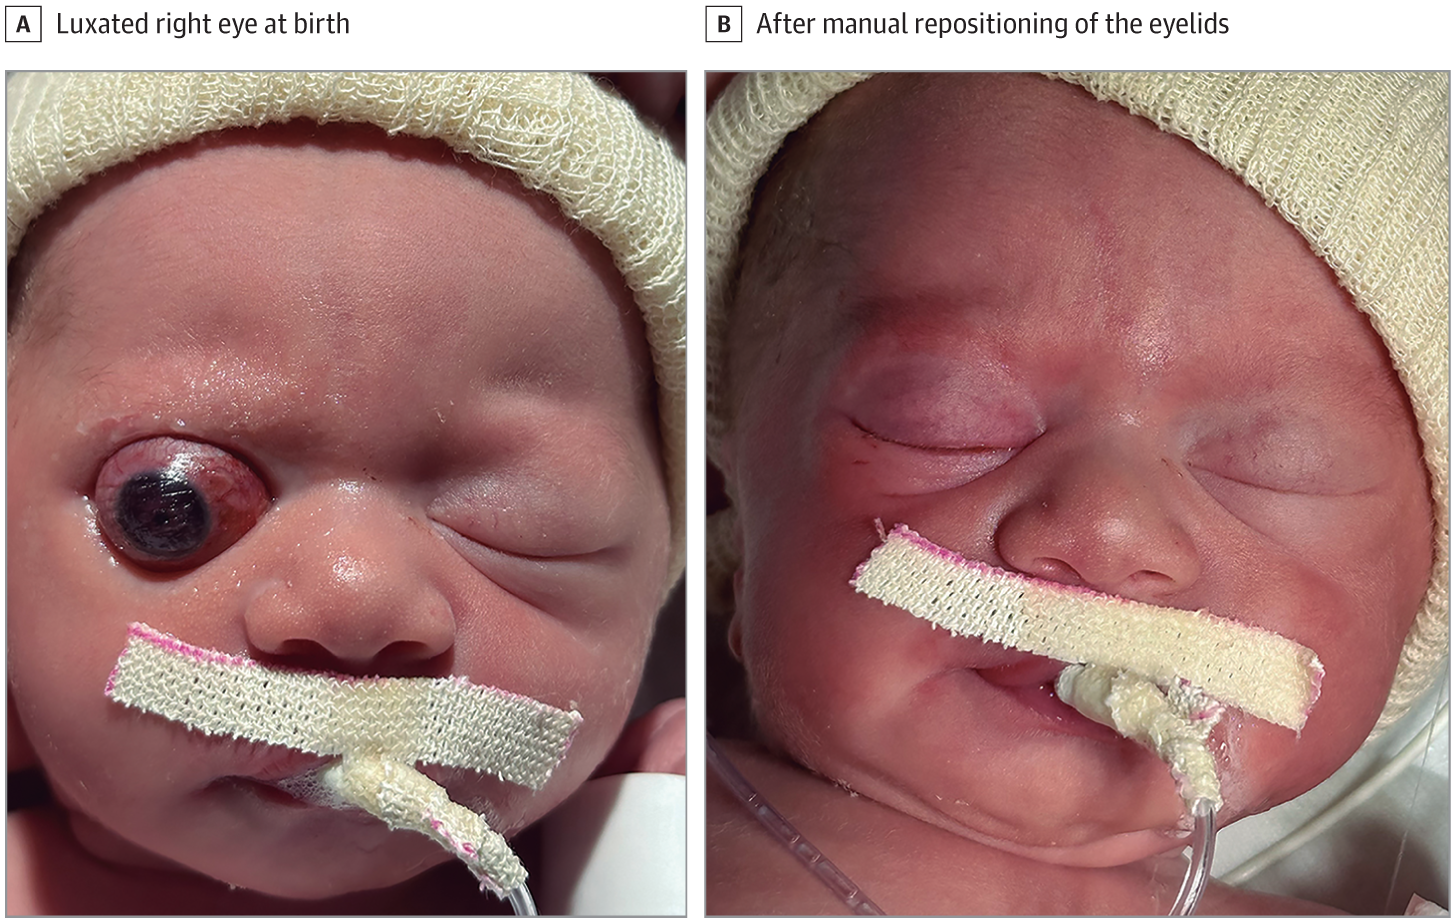 A Luxated right eye at birth
B After manual repositioning of the eyelids